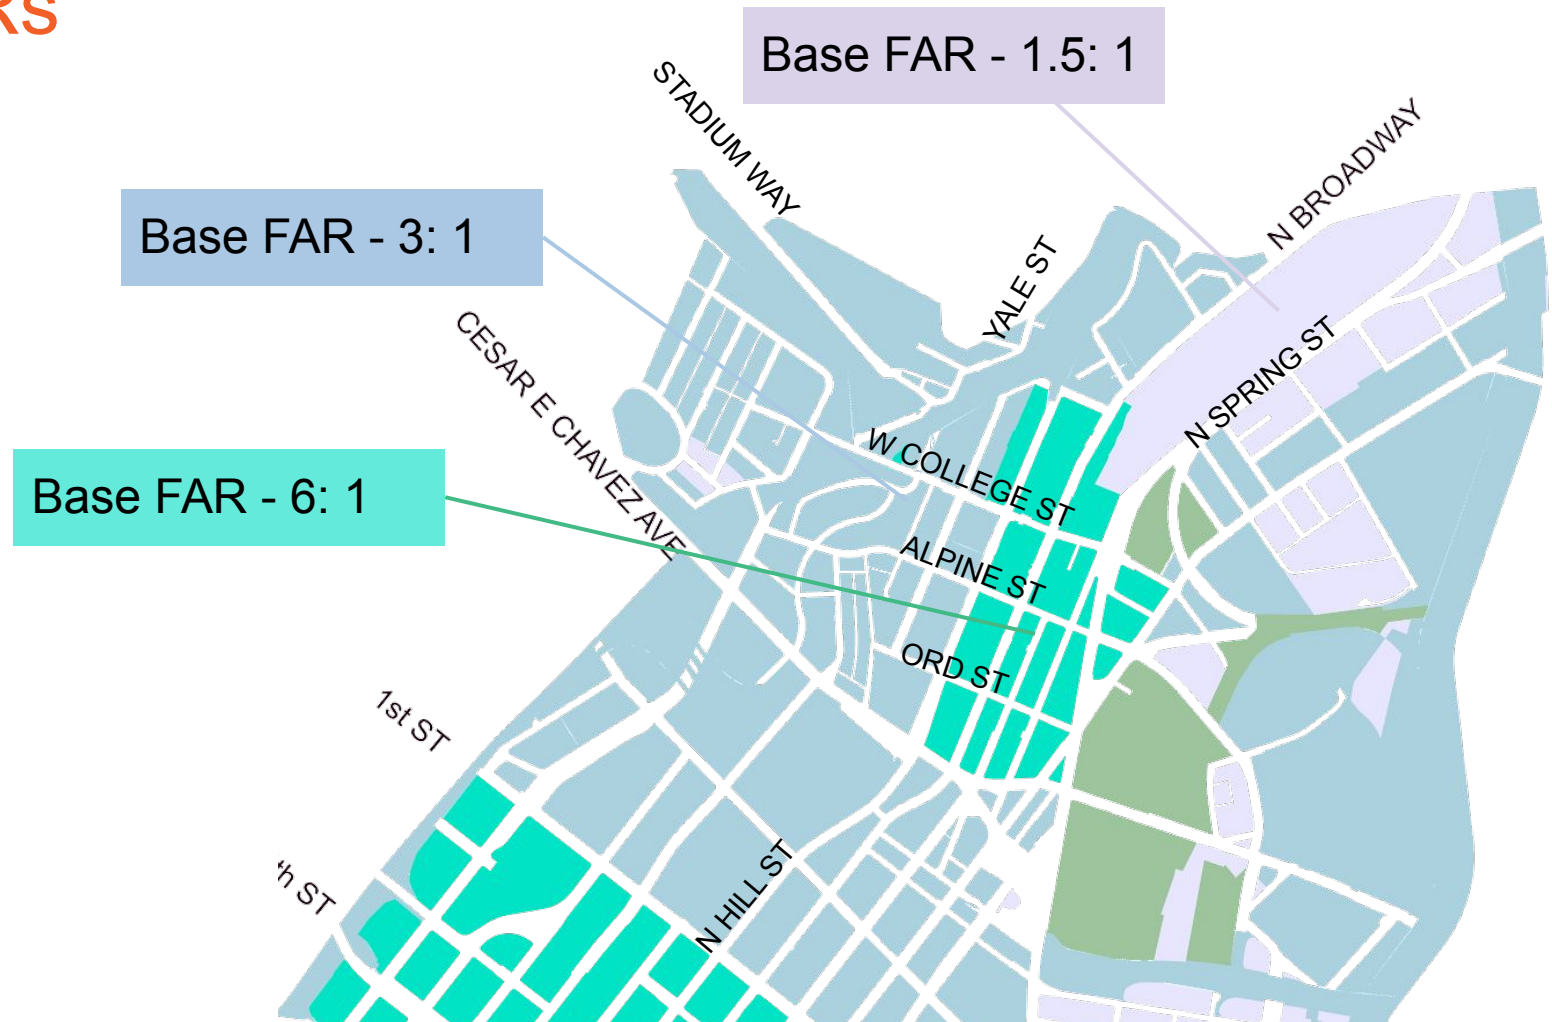 Base FAR - 1.5: 1
STADIUM WAY
N BROADWAY
Base FAR - 3: 1
YALE ST
CESAR E CHAVEZ AVE
N SPRING ST
W COLLEGE ST
Base FAR - 6: 1
ALPINE ST
ORD ST
1st ST
N HILL ST
ST